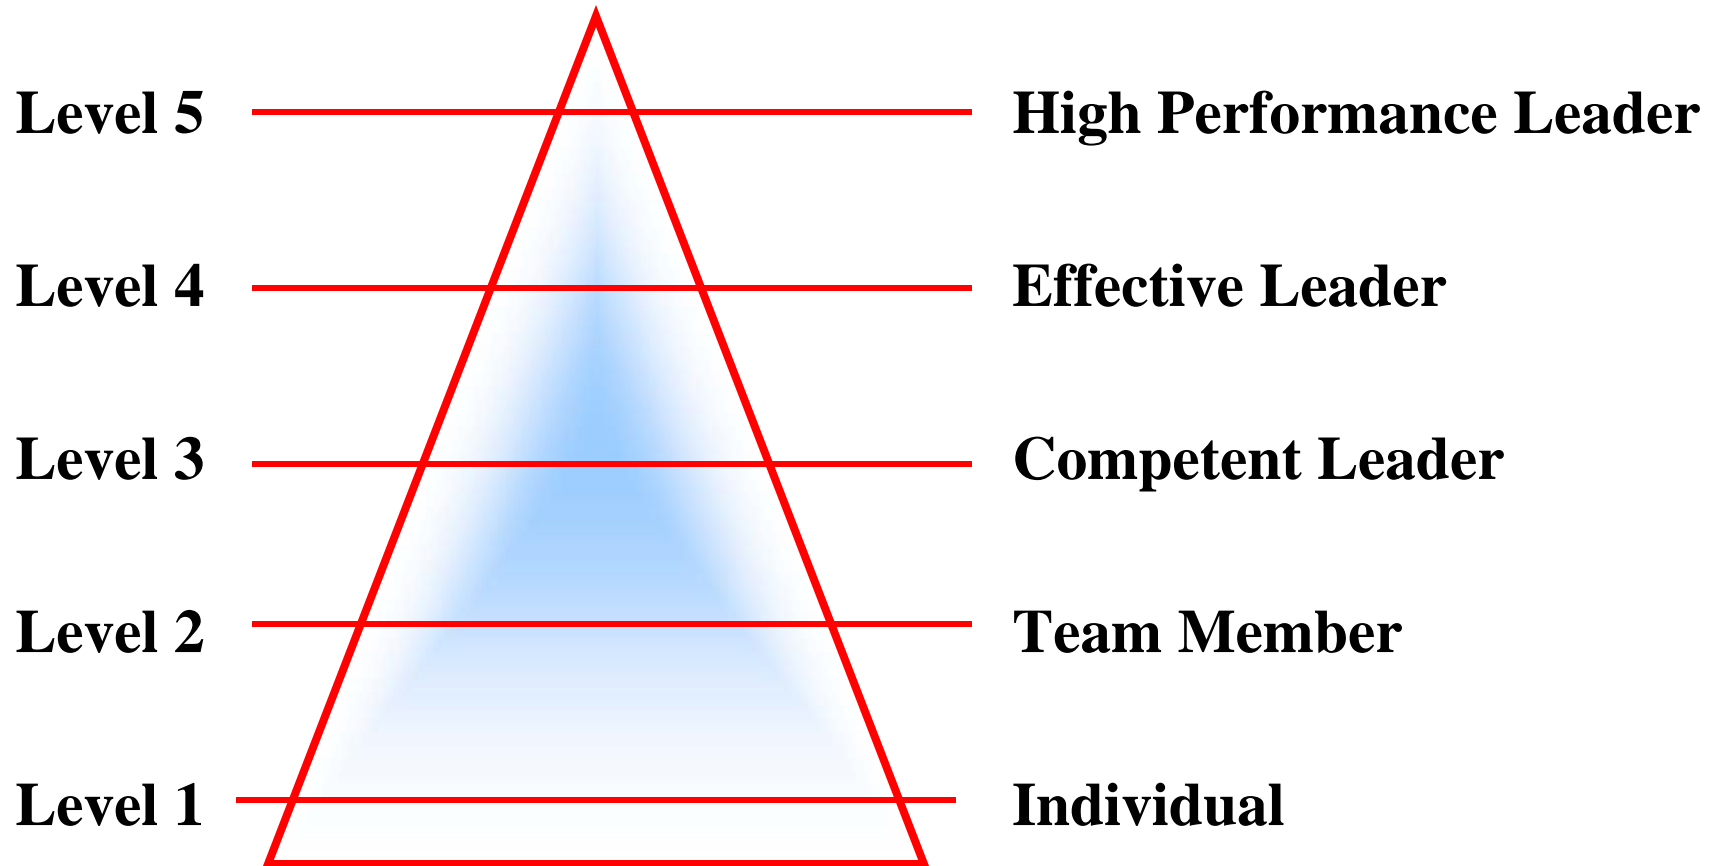 Level 5 High Performance Leader
Level 4 Effective Leader
Level 3 Competent Leader
Level 2 Team Member
Level 1 Individual